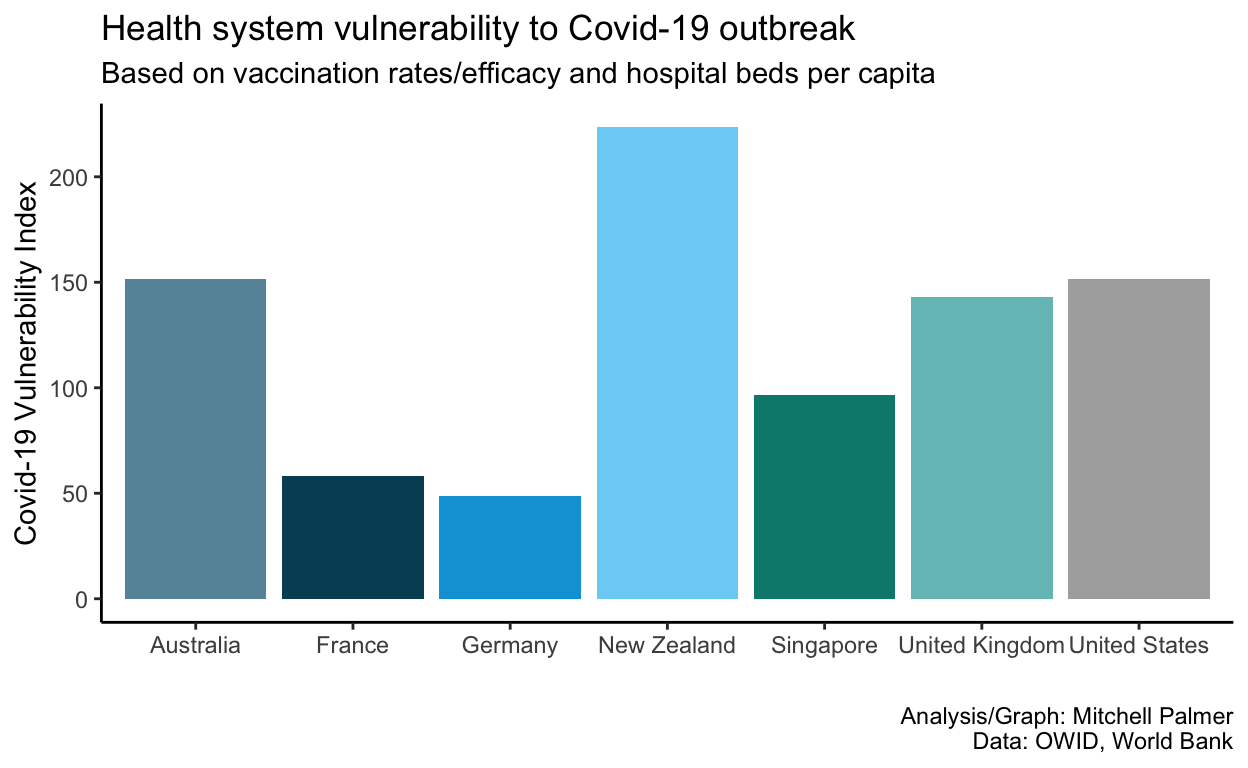 Health system vulnerability to Covid-19 outbreak
Based on vaccination rates/efficacy and hospital beds per capita
Covid-19 Vulnerability Index
200
150
100
50
0
Australia France Germany New Zealand Singapore United Kingdom United States
Analysis/Graph: Mitchell Palmer
Data: OWID, World Bank